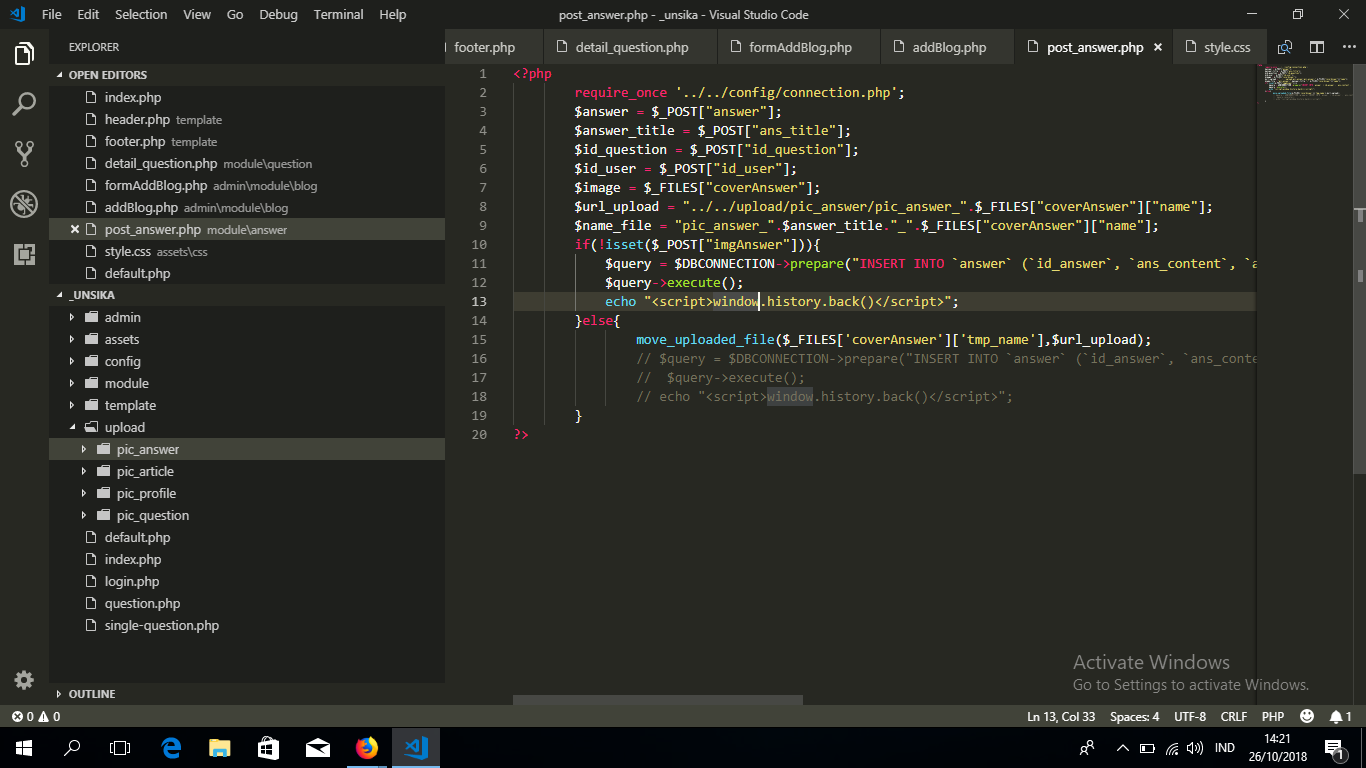 File Edit Selection View Go Debug Terminal Help
post_answer.php - _unsika - Visual Studio Code
EXPLORER
OPEN EDITORS
index.php
header.php template
footer.php template
detail_question.php module\question
formAddBlog.php admin\module\blog
addBlog.php admin\module\blog
post_answer.php module\answer
style.css assets\css
default.php
_UNSIKA
admin
assets
config
module
template
upload
pic_answer
pic_article
pic_profile
pic_question
default.php
index.php
login.php
question.php
single-question.php
OUTLINE
footer.php detail_question.php formAddBlog.php addBlog.php post_answer.php style.css
1 <?php
2 require_once '../../config/connection.php';
3 $answer = $_POST["answer"];
4 $answer_title = $_POST["ans_title"];
5 $id_question = $_POST["id_question"];
6 $id_user = $_POST["id_user"];
7 $image = $_FILES["coverAnswer"];
8 $url_upload = "../../upload/pic_answer/pic_answer_".$_FILES["coverAnswer"]["name"];
9 $name_file = "pic_answer_".$answer_title."_".$_FILES["coverAnswer"]["name"];
10 if(!isset($_POST["imgAnswer"])){
11 $query = $DBCONNECTION->prepare("INSERT INTO `answer` (`id_answer`, `ans_content`, `a
12 $query->execute();
13 echo "<script>window.history.back()</script>";
14 }else{
15 move_uploaded_file($_FILES['coverAnswer']['tmp_name'],$url_upload);
16 // $query = $DBCONNECTION->prepare("INSERT INTO `answer` (`id_answer`, `ans_conte
17 // $query->execute();
18 // echo "<script>window.history.back()</script>";
19 }
20 ?>
Activate Windows
Go to Settings to activate Windows.
0 0 Ln 13, Col 33 Spaces: 4 UTF-8 CRLF PHP 1
IND
14:21
26/10/2018
1